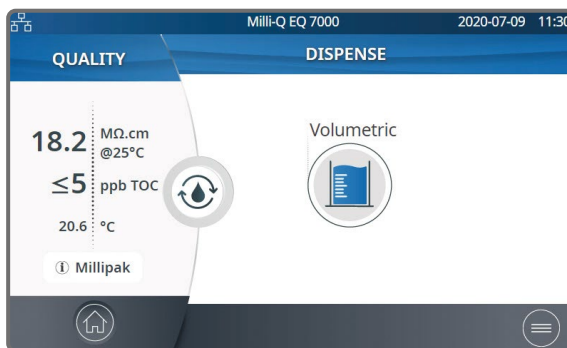 Milli-Q EQ 7000
2020-07-09 11:30
QUALITY
DISPENSE
18.2 MΩ.cm @25°C
≤5 ppb TOC
20.6 °C
i Millipak
Volumetric